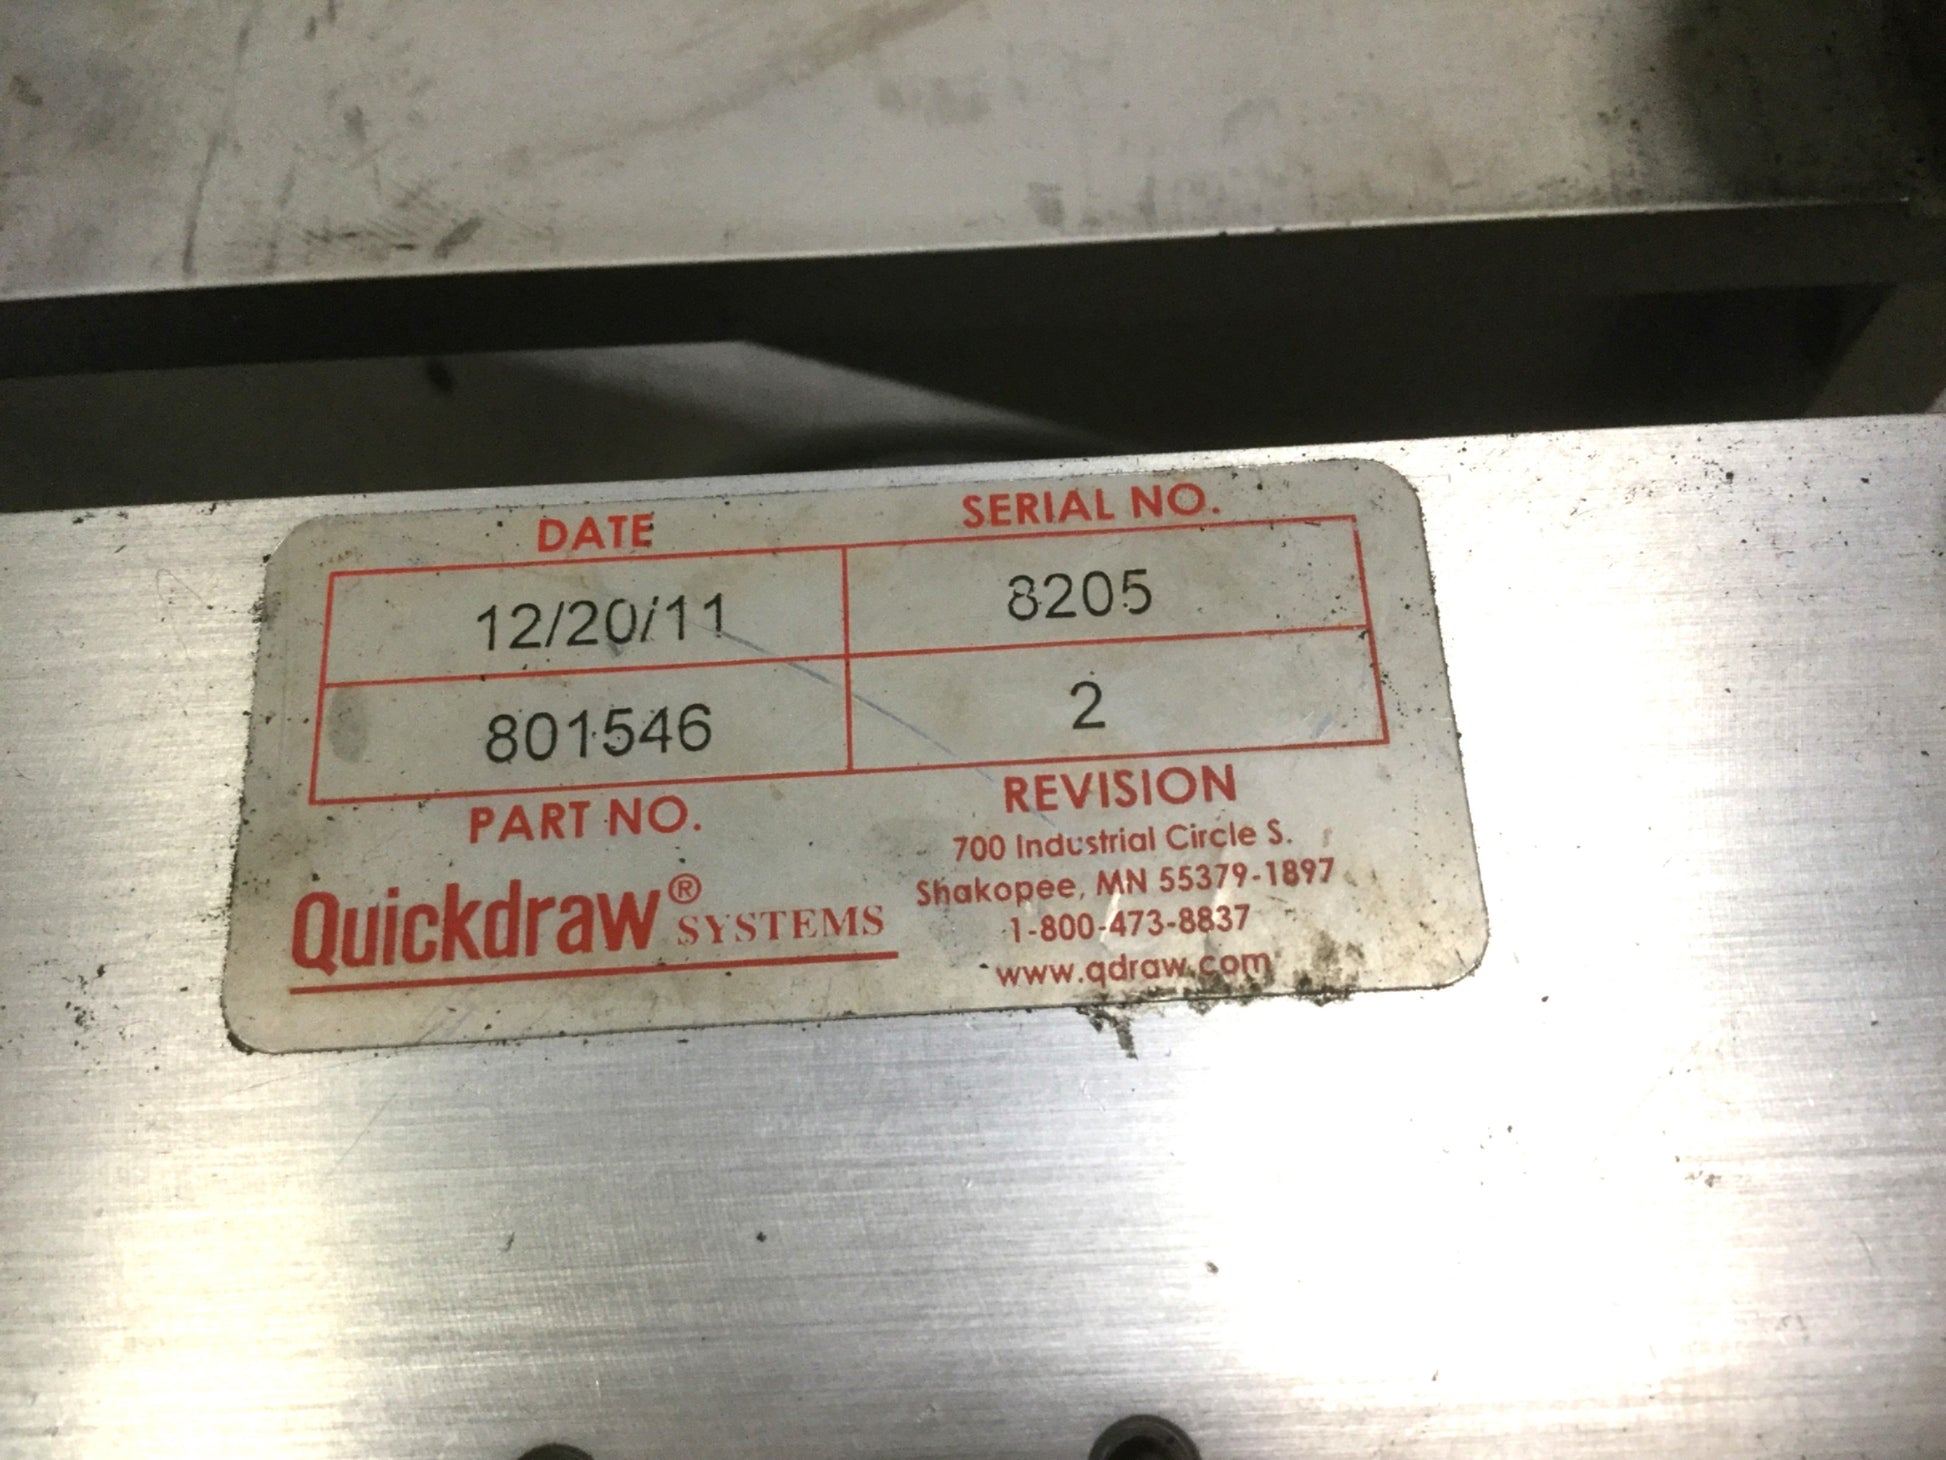 DATE SERIAL NO.
12/20/11 8205
801546 2
PART NO. REVISION
Quickdraw® SYSTEMS
700 Industrial Circle S.
Shakopee, MN 55379-1897
1-800-473-8837
www.qdraw.com